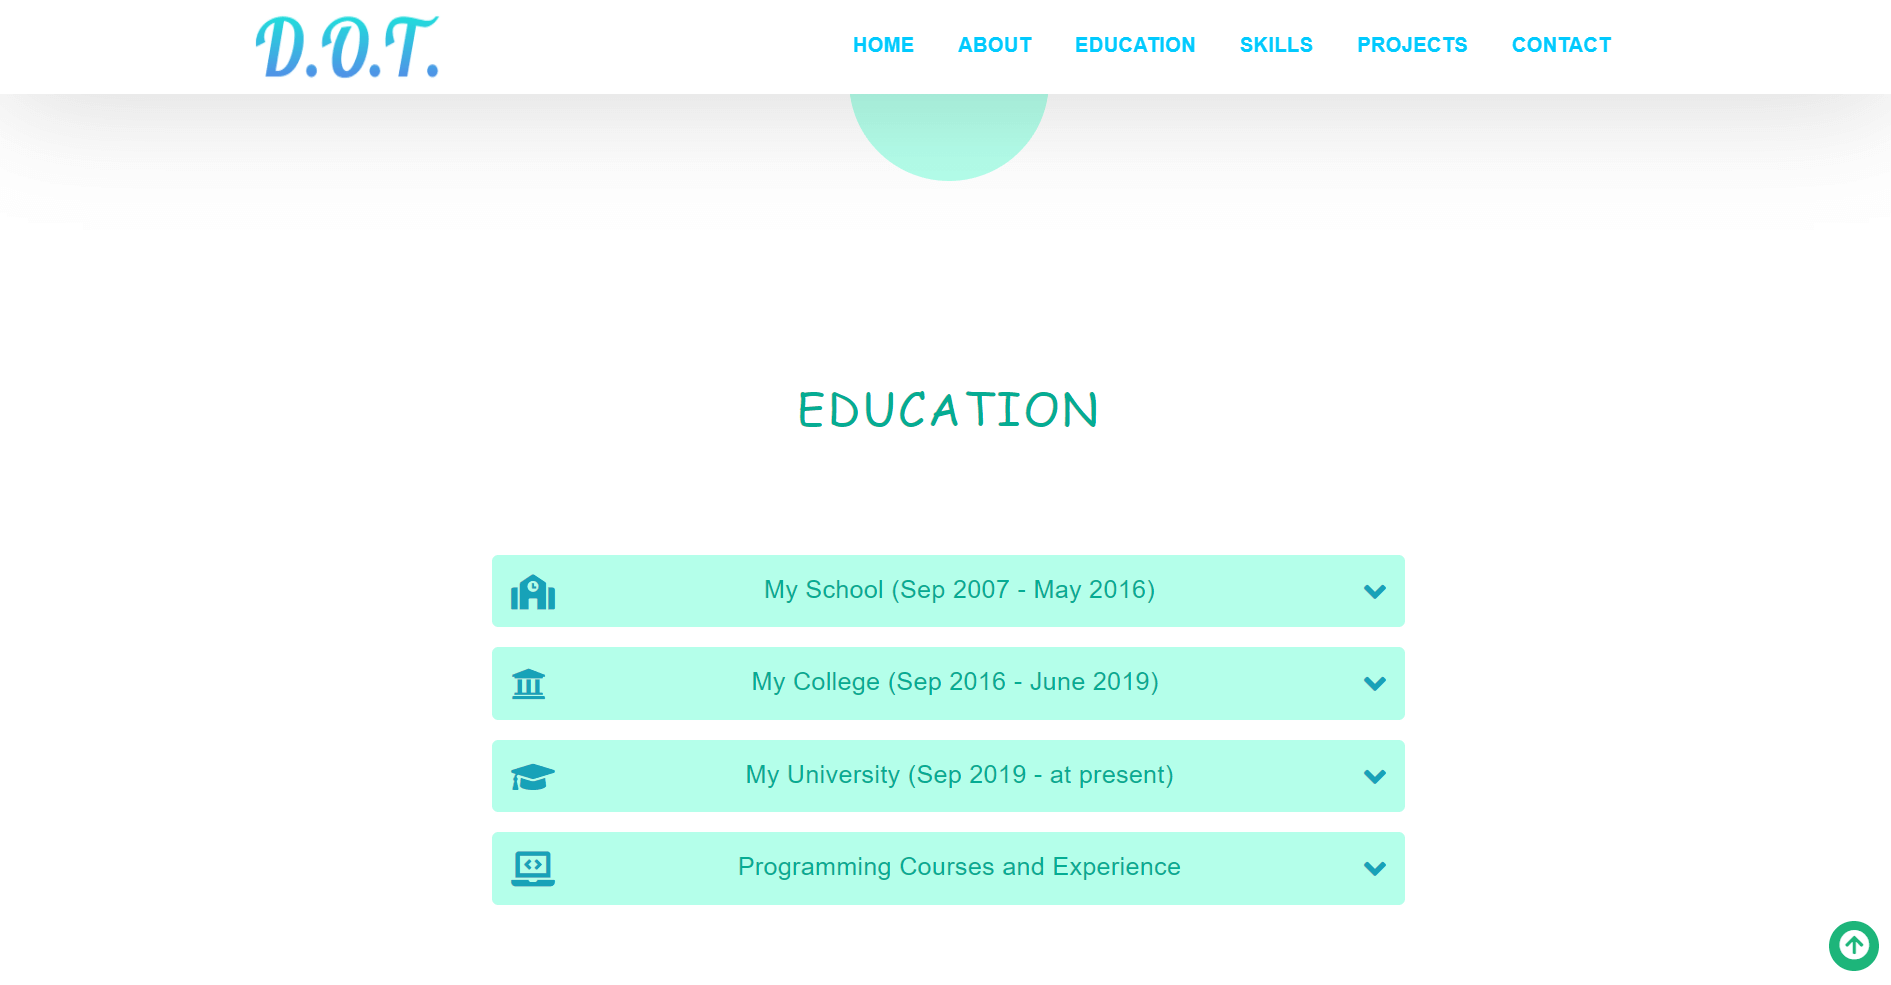 D.O.T.
HOME ABOUT EDUCATION SKILLS PROJECTS CONTACT
EDUCATION
My School (Sep 2007 - May 2016)
My College (Sep 2016 - June 2019)
My University (Sep 2019 - at present)
Programming Courses and Experience